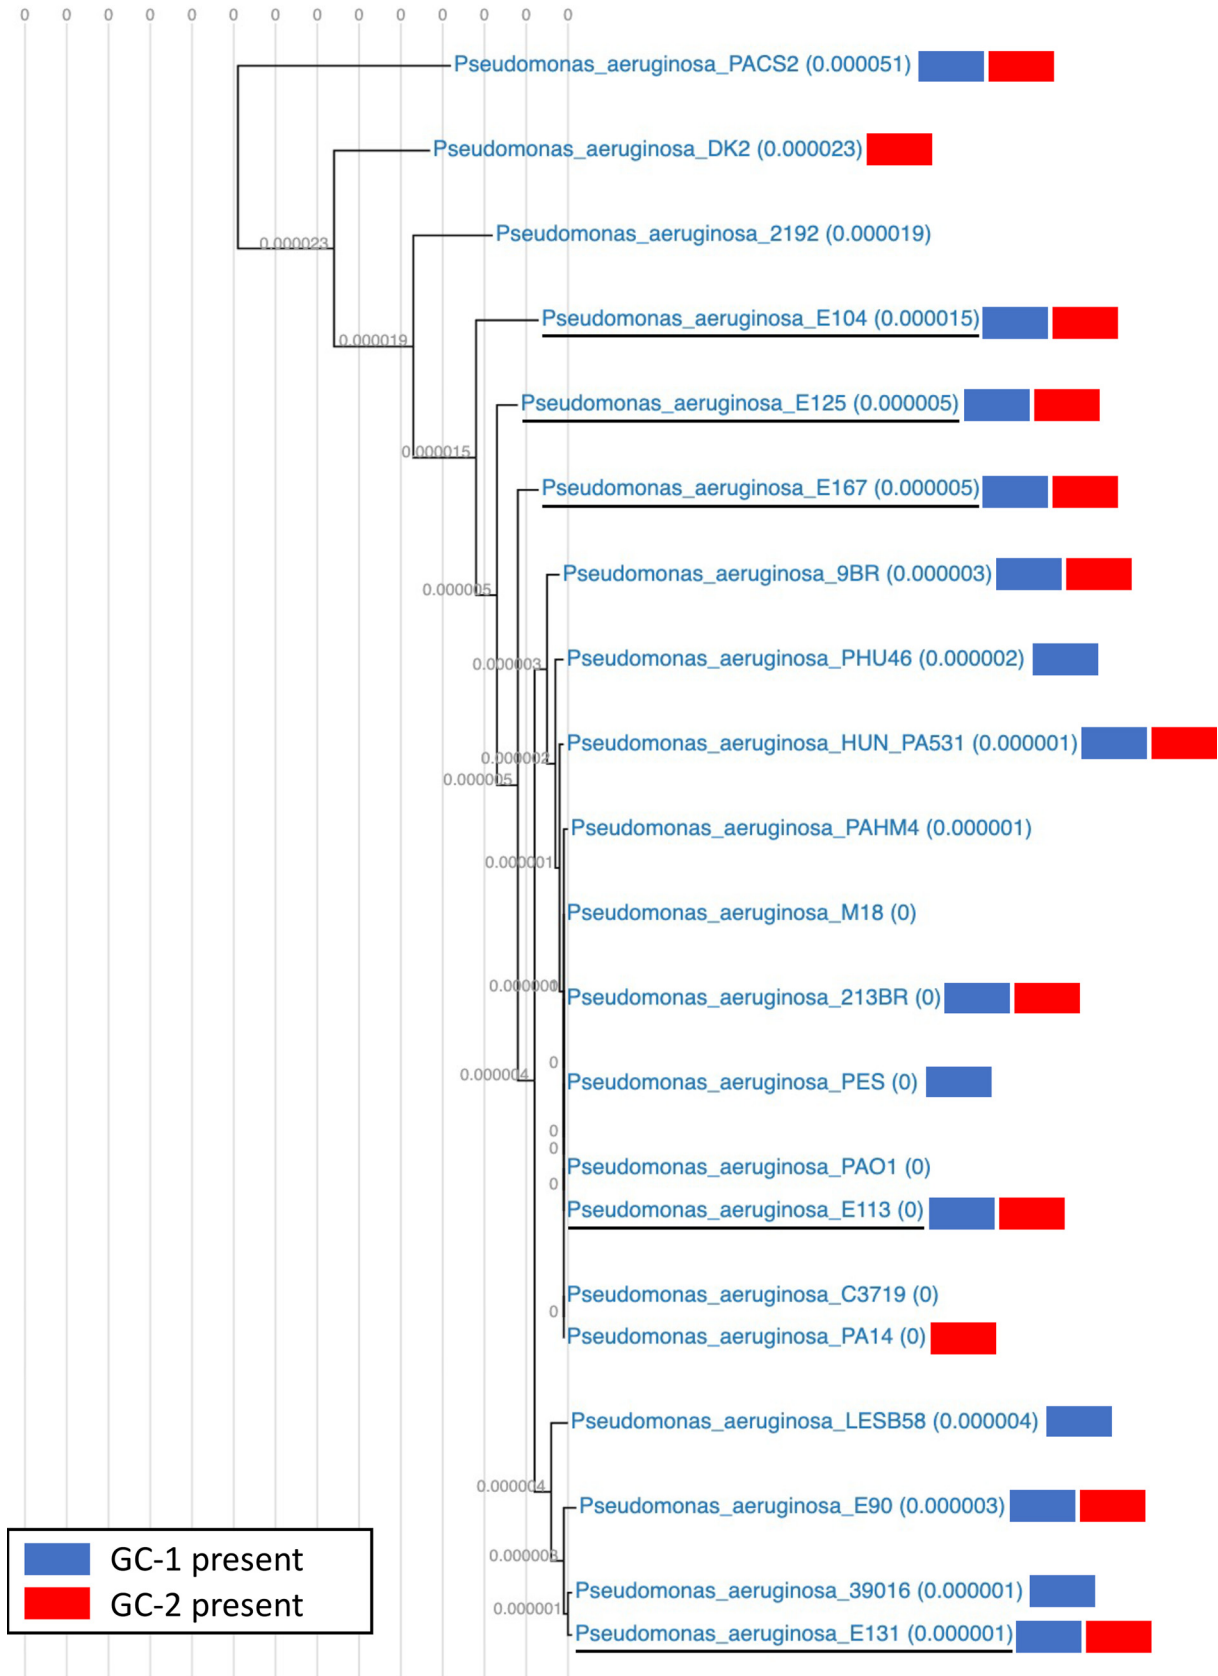 0 0 0 0 0 0 0 0 0 0 0 0 0 0
Pseudomonas_aeruginosa_PACS2 (0.000051)
Pseudomonas_aeruginosa_DK2 (0.000023)
Pseudomonas_aeruginosa_2192 (0.000019)
0.000023
Pseudomonas_aeruginosa_E104 (0.000015)
0.000019
Pseudomonas_aeruginosa_E125 (0.000005)
0.000015
Pseudomonas_aeruginosa_E167 (0.000005)
Pseudomonas_aeruginosa_9BR (0.000003)
0.000005
Pseudomonas_aeruginosa_PHU46 (0.000002)
0.000003
Pseudomonas_aeruginosa_HUN_PA531 (0.000001)
0.000002
0.000005
Pseudomonas_aeruginosa_PAHM4 (0.000001)
0.000001
Pseudomonas_aeruginosa_M18 (0)
Pseudomonas_aeruginosa_213BR (0)
0
0.000004
Pseudomonas_aeruginosa_PES (0)
0
0
Pseudomonas_aeruginosa_PAO1 (0)
0
Pseudomonas_aeruginosa_E113 (0)
Pseudomonas_aeruginosa_C3719 (0)
0
Pseudomonas_aeruginosa_PA14 (0)
Pseudomonas_aeruginosa_LESB58 (0.000004)
0.000004
Pseudomonas_aeruginosa_E90 (0.000003)
0.000003
GC-1 present
Pseudomonas_aeruginosa_39016 (0.000001)
GC-2 present
0.000001
Pseudomonas_aeruginosa_E131 (0.000001)